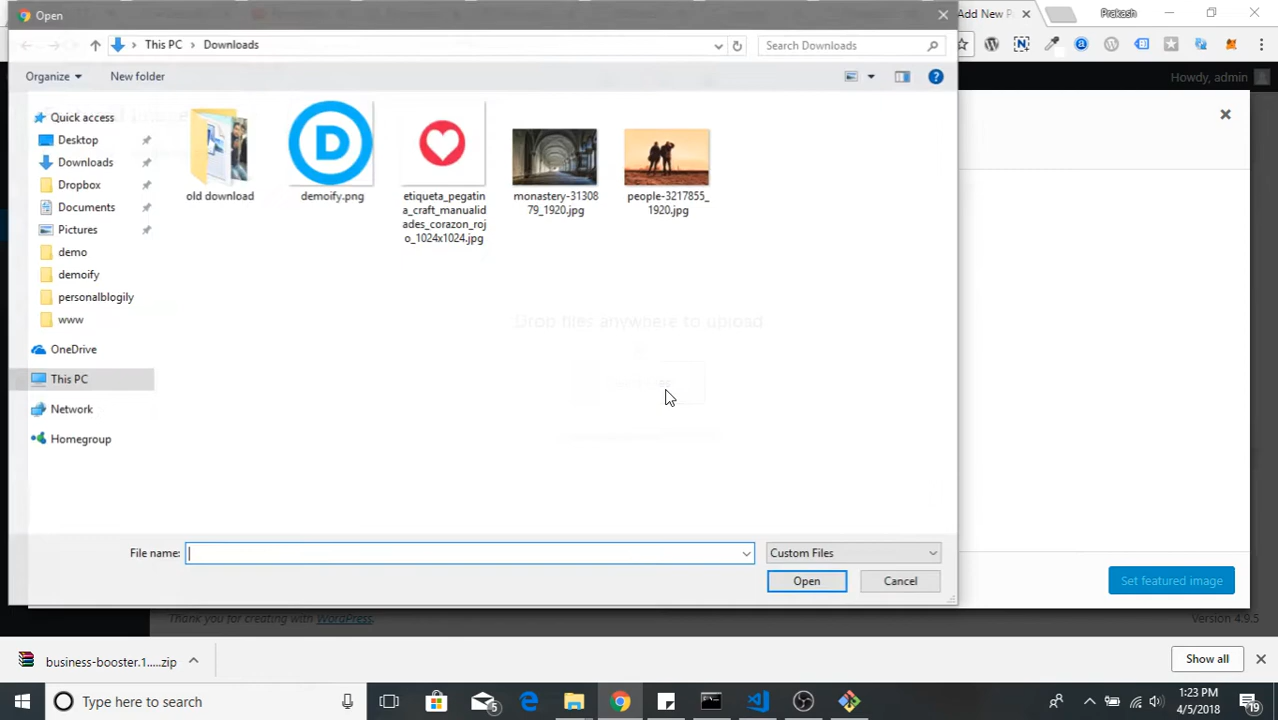 Open
Add New P
Prakash
This PC
Downloads
Search Downloads
Organize
New folder
Howdy, admin
Quick access
Desktop
Downloads
Dropbox
Documents
Pictures
demo
demoify
personalblogily
www
OneDrive
This PC
Network
Homegroup
old download
D
demoify.png
etiqueta_pegatin
a_craft_manualid
ades_corazon_roj
o_1024x1024.jpg
monastery-31308
79_1920.jpg
people-3217855_
1920.jpg
Drop files anywhere to upload
File name:
Custom Files
Open
Cancel
Set featured image
Thank you for creating with WordPress.
Version 4.9.5
business-booster.1.....zip
Show all
Type here to search
5
1:23 PM
4/5/2018
19